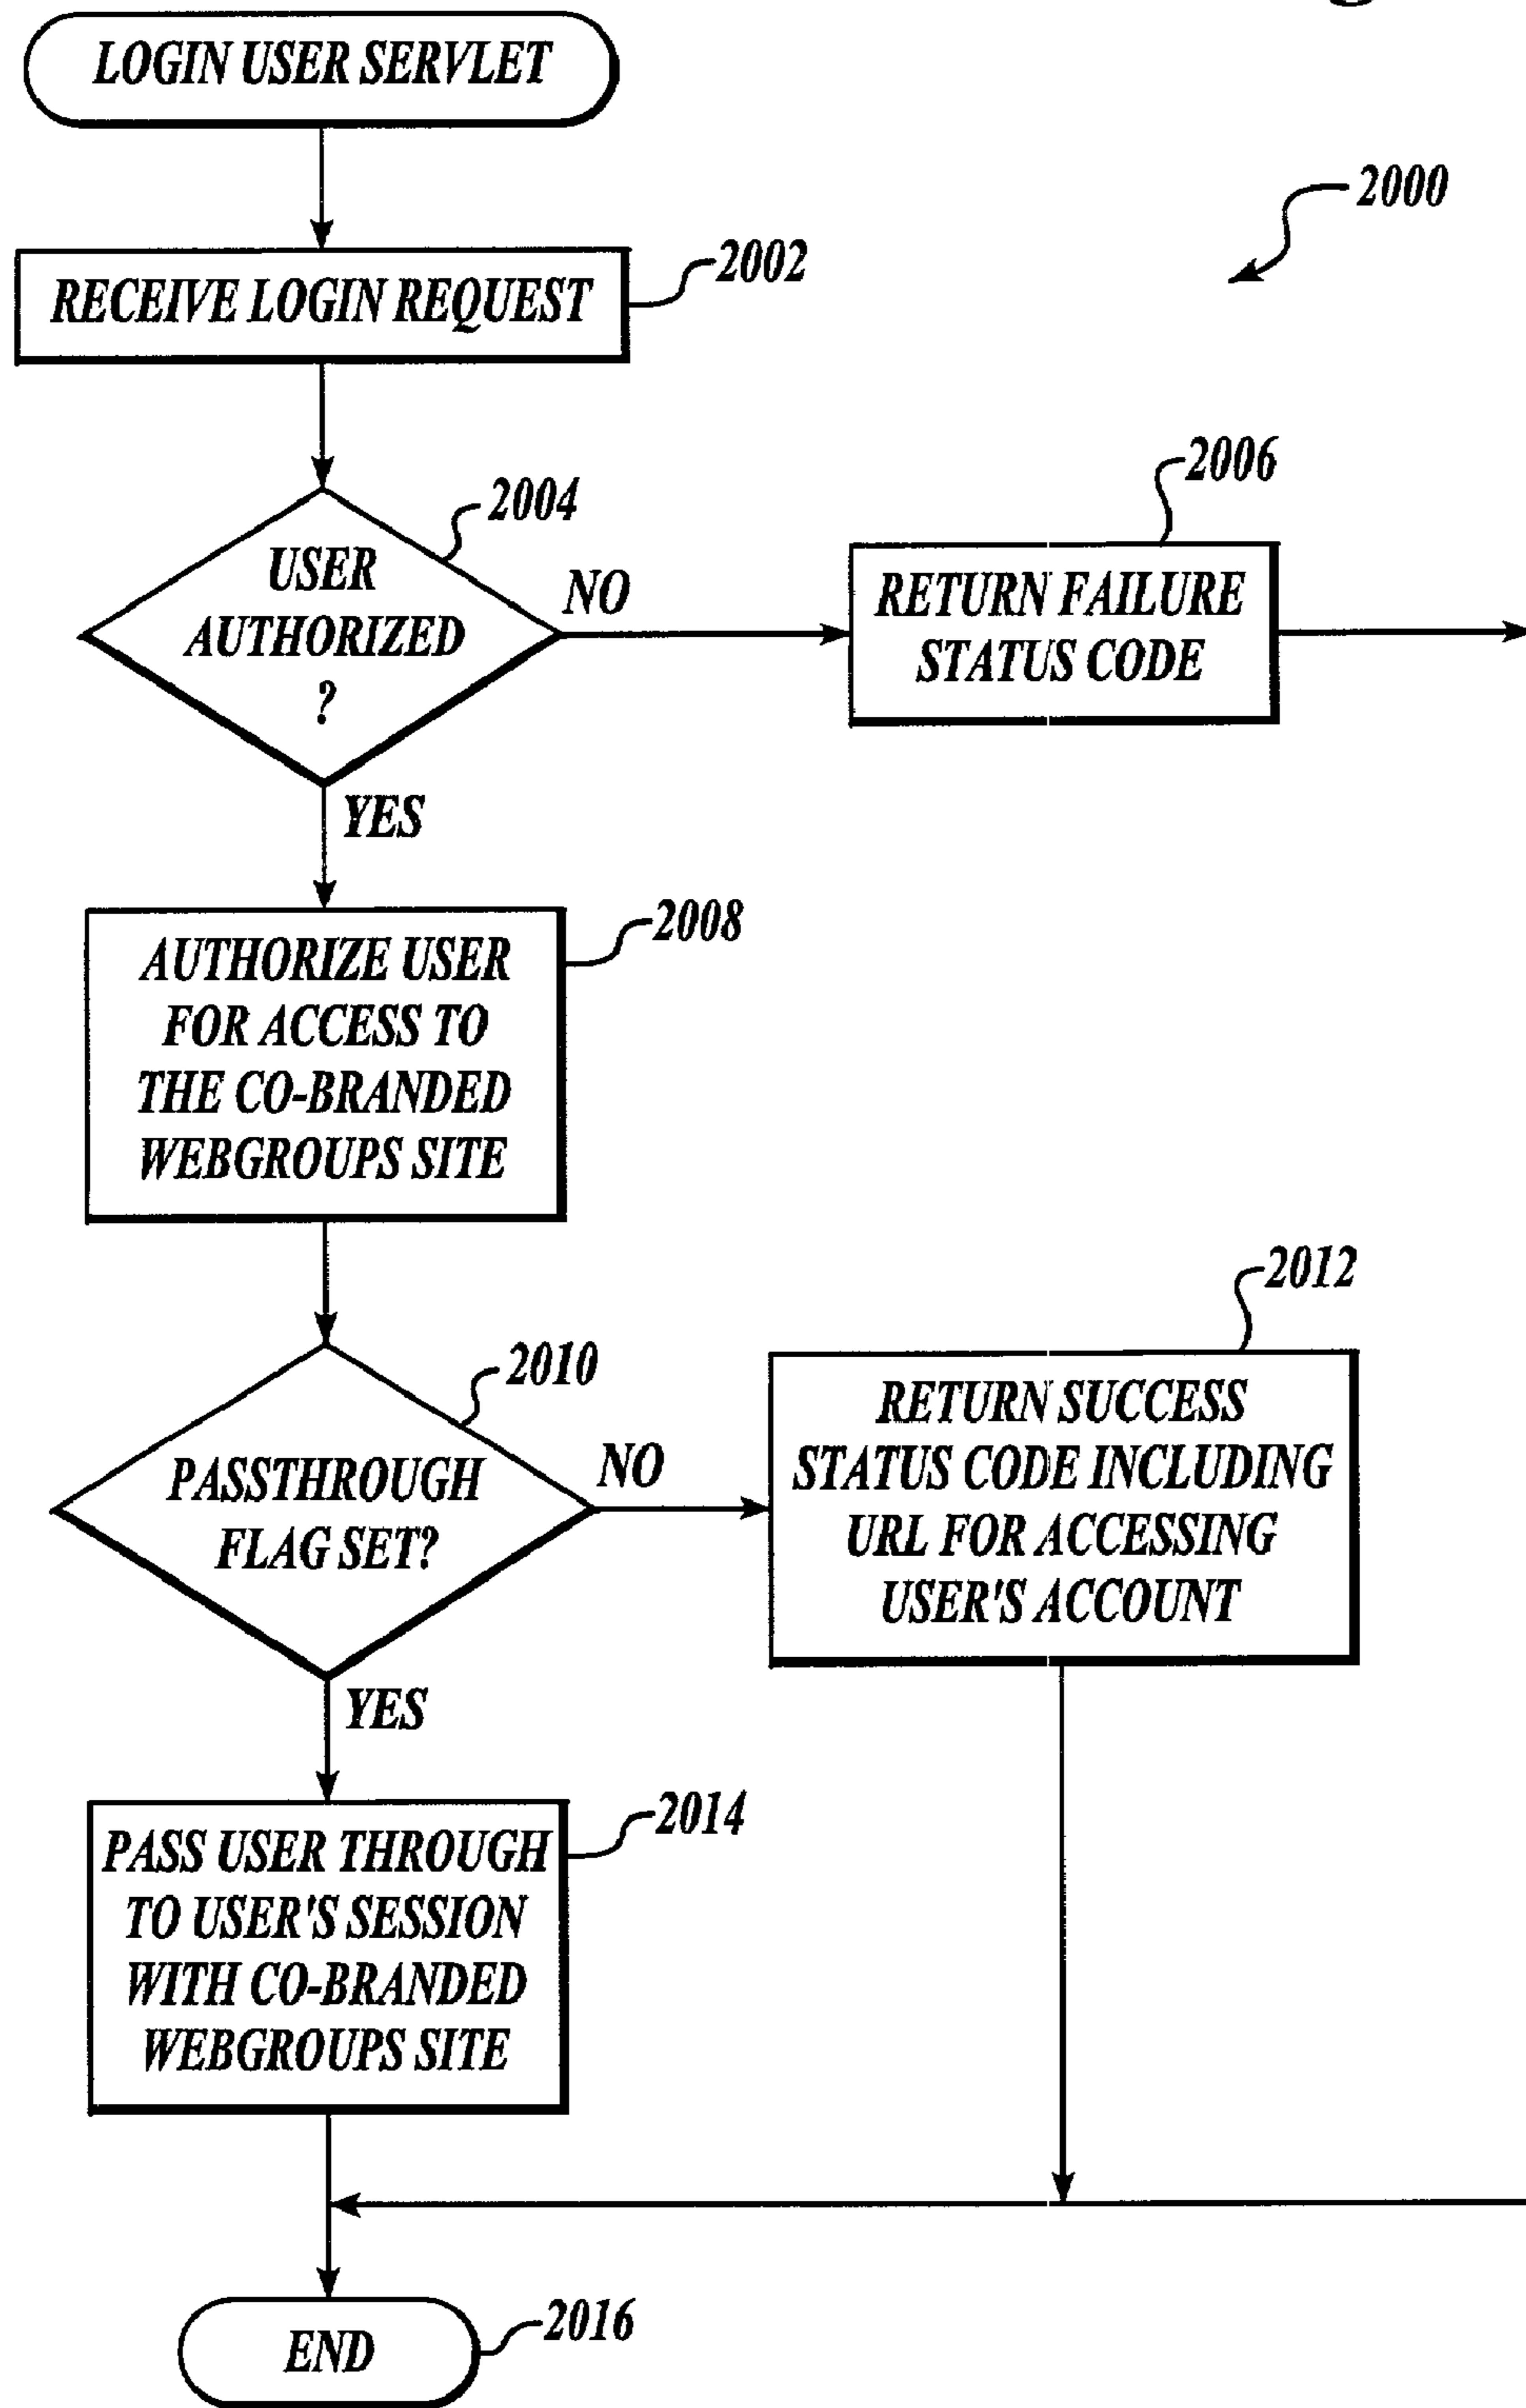 LOGIN USER SERVLET
2000
2002
RECEIVE LOGIN REQUEST
2004
USER
AUTHORIZED
?
NO
2006
RETURN FAILURE
STATUS CODE
YES
2008
AUTHORIZE USER
FOR ACCESS TO
THE CO-BRANDED
WEBGROUPS SITE
2010
PASSTHROUGH
FLAG SET?
NO
2012
RETURN SUCCESS
STATUS CODE INCLUDING
URL FOR ACCESSING
USER'S ACCOUNT
YES
2014
PASS USER THROUGH
TO USER'S SESSION
WITH CO-BRANDED
WEBGROUPS SITE
END
2016